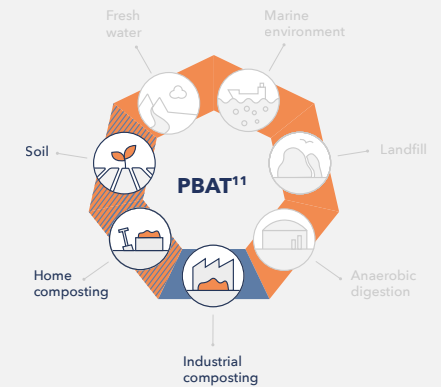 Fresh
water
Marine
environment
Soil
Landfill
PBAT¹¹
Home
composting
Anaerobic
digestion
Industrial
composting